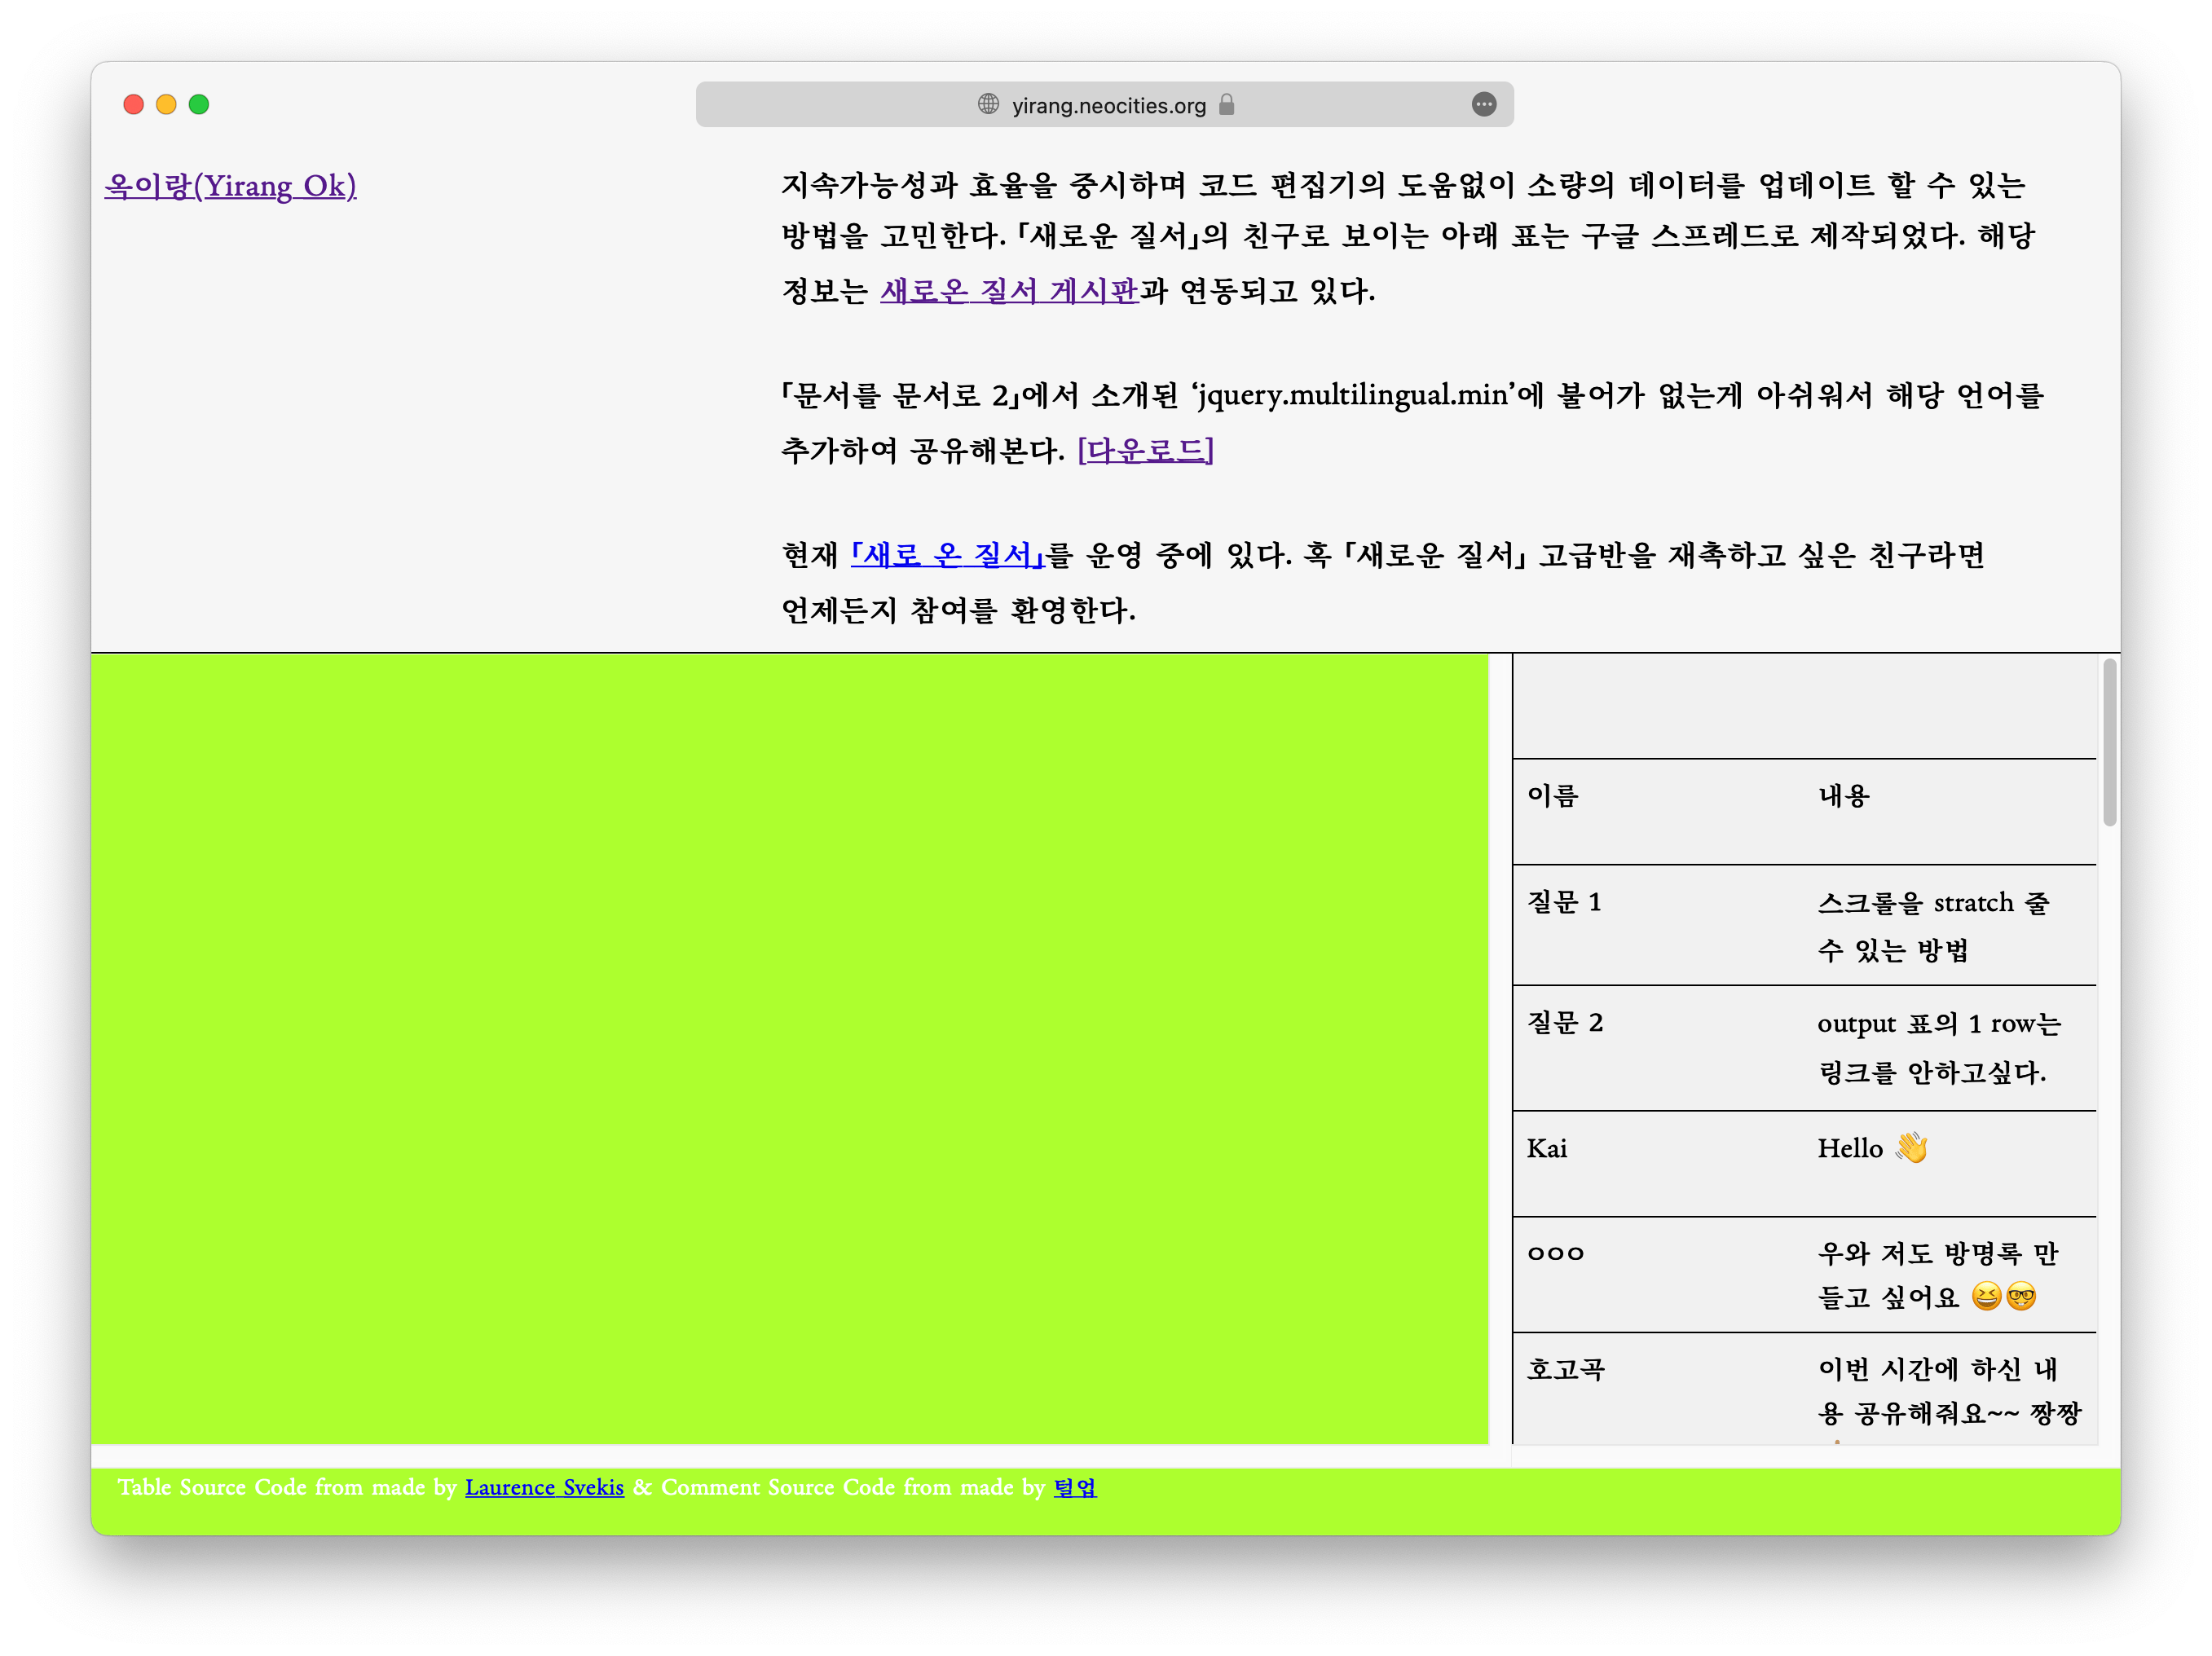 yirang.neocities.org
옥이랑(Yirang Ok)
지속가능성과 효율을 중시하며 코드 편집기의 도움없이 소량의 데이터를 업데이트 할 수 있는
방법을 고민한다. 「새로운 질서」의 친구로 보이는 아래 표는 구글 스프레드로 제작되었다. 해당
정보는 새로온 질서 게시판과 연동되고 있다.
「문서를 문서로 2」에서 소개된 ‘jquery.multilingual.min’에 불어가 없는게 아쉬워서 해당 언어를
추가하여 공유해본다. [다운로드]
현재 「새로 온 질서」를 운영 중에 있다. 혹 「새로운 질서」 고급반을 재촉하고 싶은 친구라면
언제든지 참여를 환영한다.
이름 내용
질문 1 스크롤을 stratch 줄
수 있는 방법
질문 2 output 표의 1 row는
링크를 안하고싶다.
Kai Hello 👋
ㅇㅇㅇ 우와 저도 방명록 만
들고 싶어요 😆🤓
호고곡 이번 시간에 하신 내
용 공유해줘요~~ 짱짱
Table Source Code from made by Laurence Svekis & Comment Source Code from made by 털업